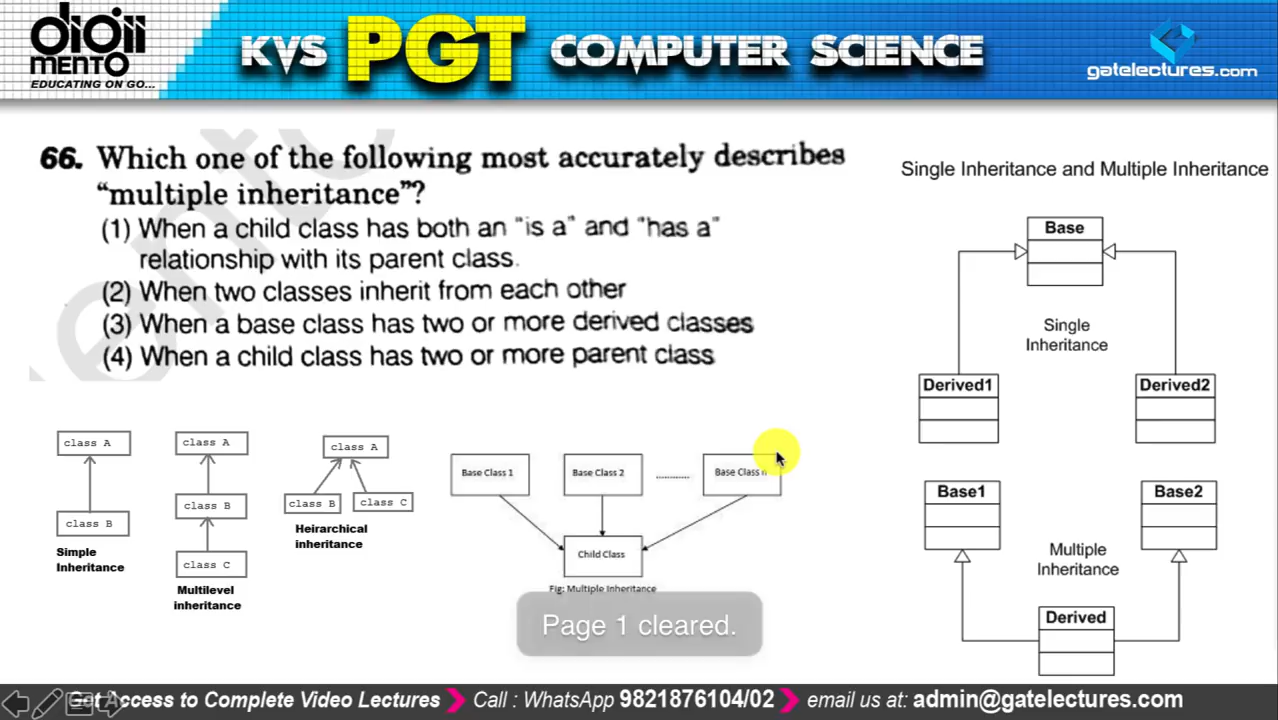 dioii
MENTO
EDUCATING ON GO...
KVS PGT COMPUTER SCIENCE
gatelectures.com
66. Which one of the following most accurately describes
"multiple inheritance"?
(1) When a child class has both an "is a" and "has a"
relationship with its parent class.
(2) When two classes inherit from each other
(3) When a base class has two or more derived classes
(4) When a child class has two or more parent class
Single Inheritance and Multiple Inheritance
Base
Single
Inheritance
Derived1
Derived2
Base1
Base2
Multiple
Inheritance
Derived
class A
class B
Simple
Inheritance
class A
class B
class C
Multilevel
inheritance
class A
class B
class C
Heirarchical
inheritance
Base Class 1
Base Class 2
............
Base Class n
Child Class
Fig: Multiple Inheritance
Page 1 cleared.
Get Access to Complete Video Lectures
Call : WhatsApp 9821876104/02
email us at: admin@gatelectures.com